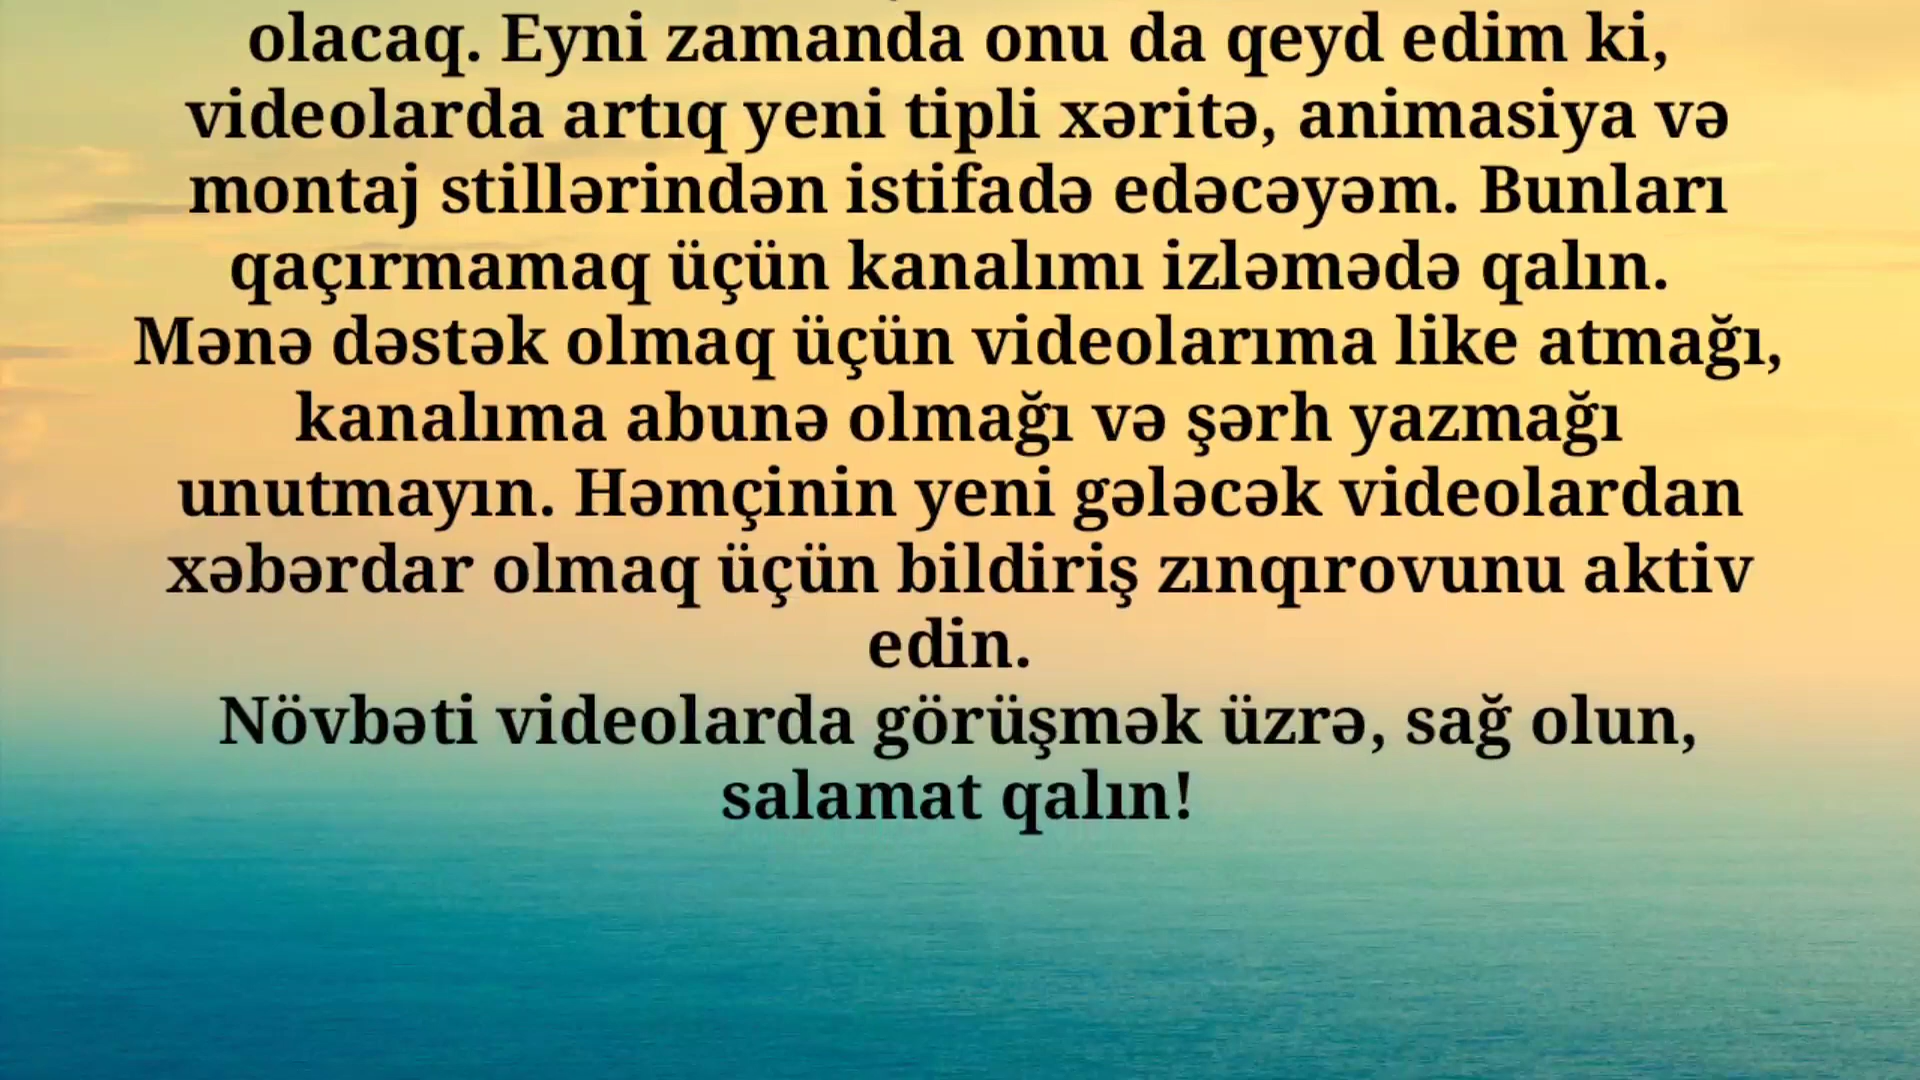 olacaq. Eyni zamanda onu da qeyd edim ki,
videolarda artıq yeni tipli xəritə, animasiya və
montaj stillərindən istifadə edəcəyəm. Bunları
qaçırmamaq üçün kanalımı izləmədə qalın.
Mənə dəstək olmaq üçün videolarıma like atmağı,
kanalıma abunə olmağı və şərh yazmağı
unutmayın. Həmçinin yeni gələcək videolardan
xəbərdar olmaq üçün bildiriş zınqırovunu aktiv
edin.
Növbəti videolarda görüşmək üzrə, sağ olun,
salamat qalın!